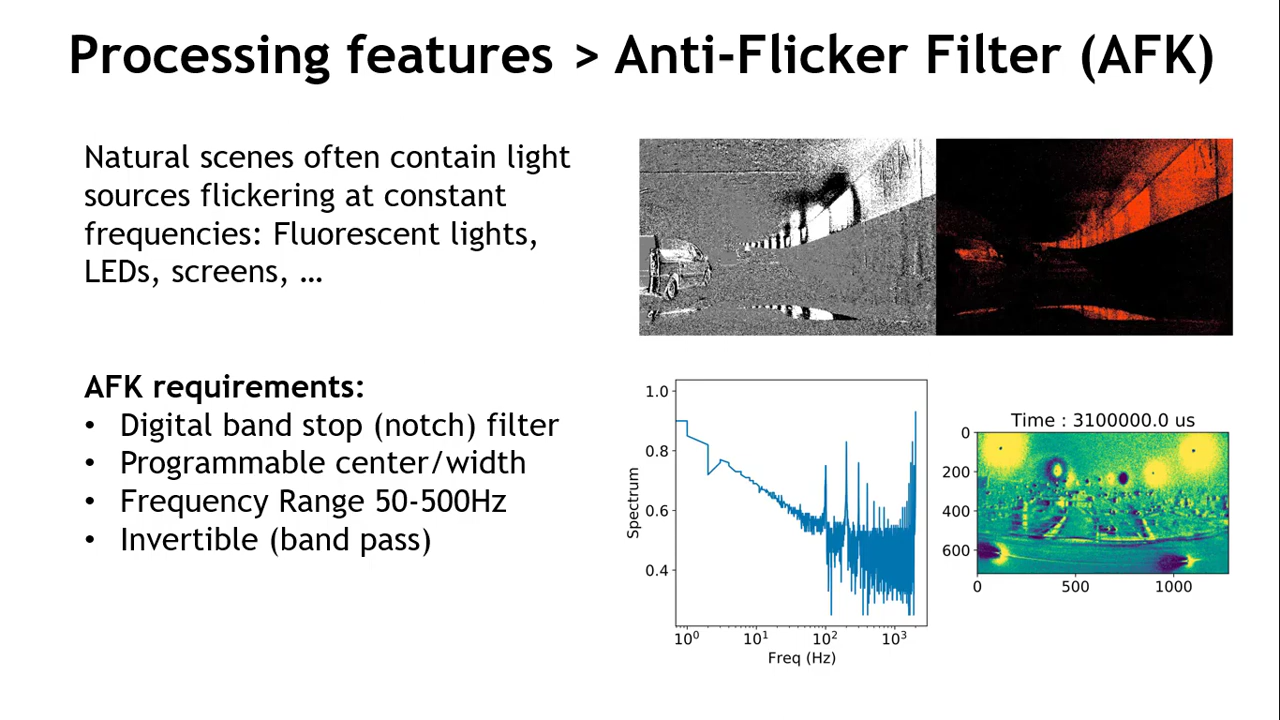 Processing features > Anti-Flicker Filter (AFK)
Natural scenes often contain light
sources flickering at constant
frequencies: Fluorescent lights,
LEDs, screens, …
AFK requirements:
• Digital band stop (notch) filter
• Programmable center/width
• Frequency Range 50-500Hz
• Invertible (band pass)
1.0
0.8
0.6
0.4
Spectrum
10⁰ 10¹ 10² 10³
Freq (Hz)
Time : 3100000.0 us
0
200
400
600
0 500 1000